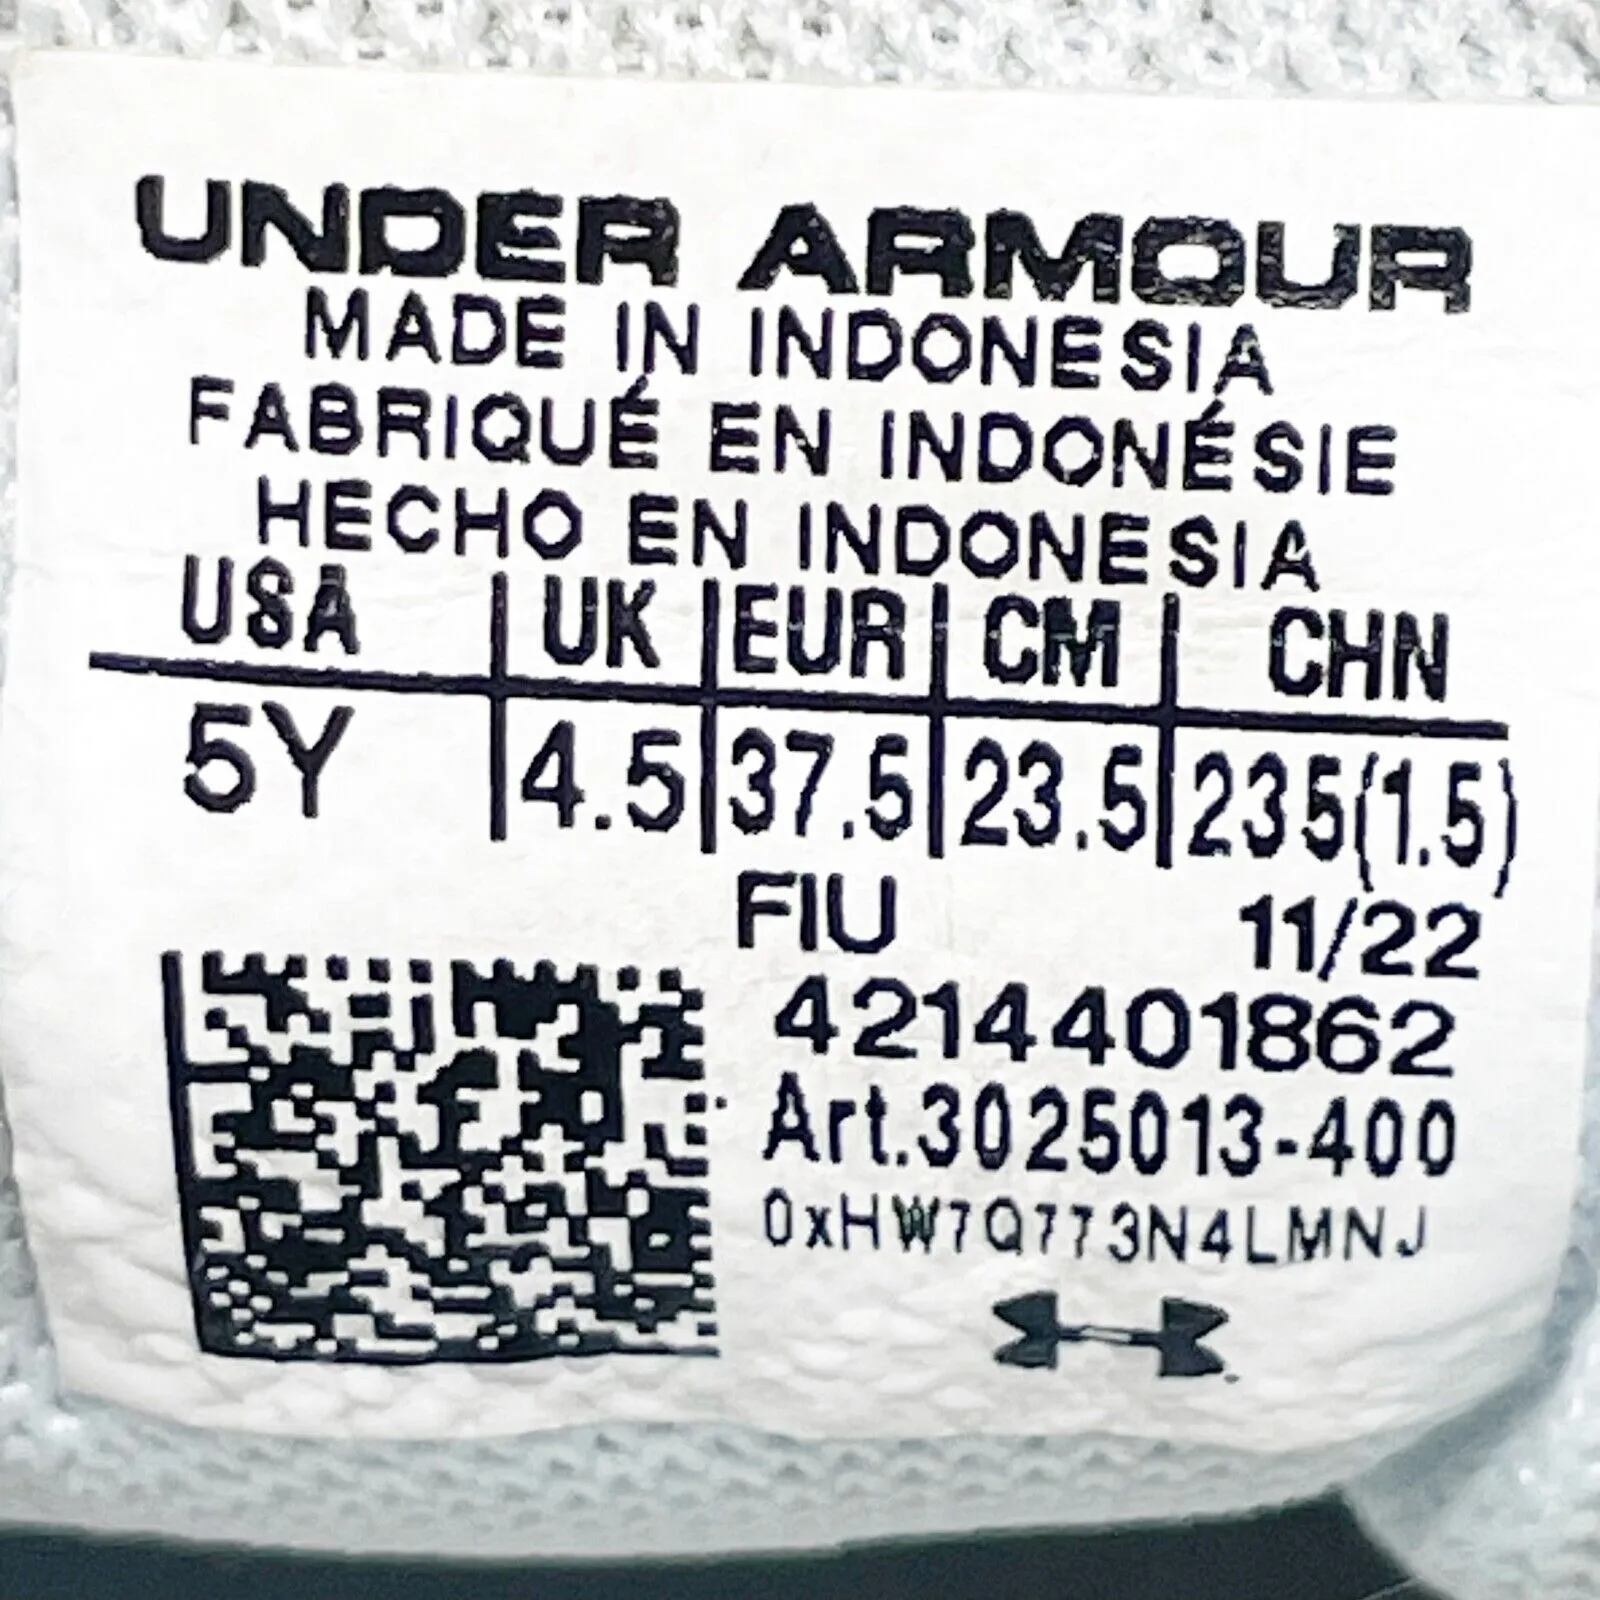 UNDER ARMOUR
MADE IN INDONESIA
FABRIQUÉ EN INDONÉSIE
HECHO EN INDONESIA
USA UK EUR CM CHN
5Y 4.5 37.5 23.5 235(1.5)
FIU 11/22
4214401862
Art.3025013-400
0xHW7Q773N4LMNJ